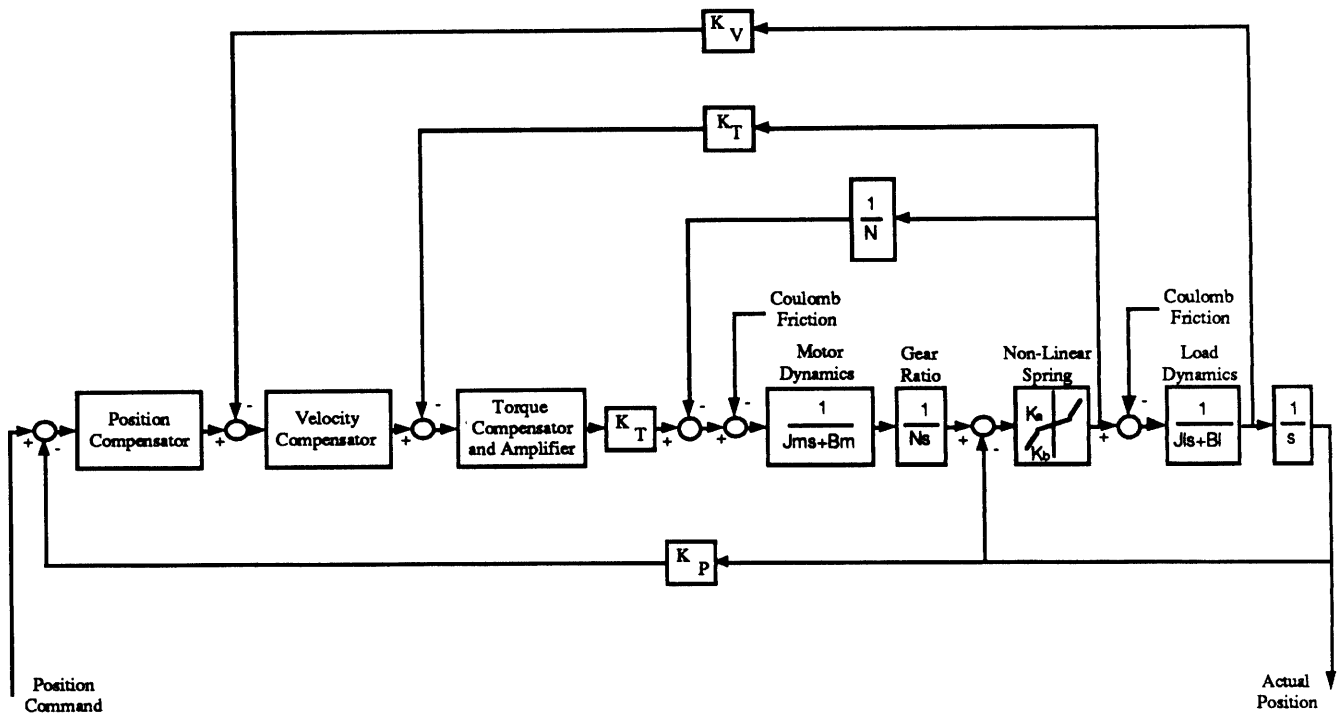 K V
K T
1
N
Coulomb
Friction
Coulomb
Friction
Motor
Dynamics
Gear
Ratio
Non-Linear
Spring
Load
Dynamics
Position
Compensator
Velocity
Compensator
Torque
Compensator
and Amplifier
K T
1
Jms+Bm
1
Ns
Ka
Kb
1
Jls+Bl
1
s
+
-
+
-
+
-
+
-
-
+
-
+
-
K P
Position
Command
Actual
Position